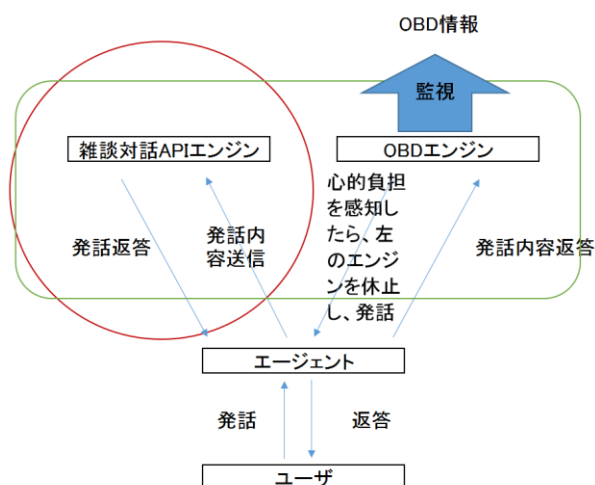 OBD情報
監視
雑談対話APIエンジン
OBDエンジン
発話返答
発話内
容送信
心的負担
を感知し
たら、左
のエンジ
ンを休止
し、発話
発話内容返答
エージェント
発話
返答
ユーザ